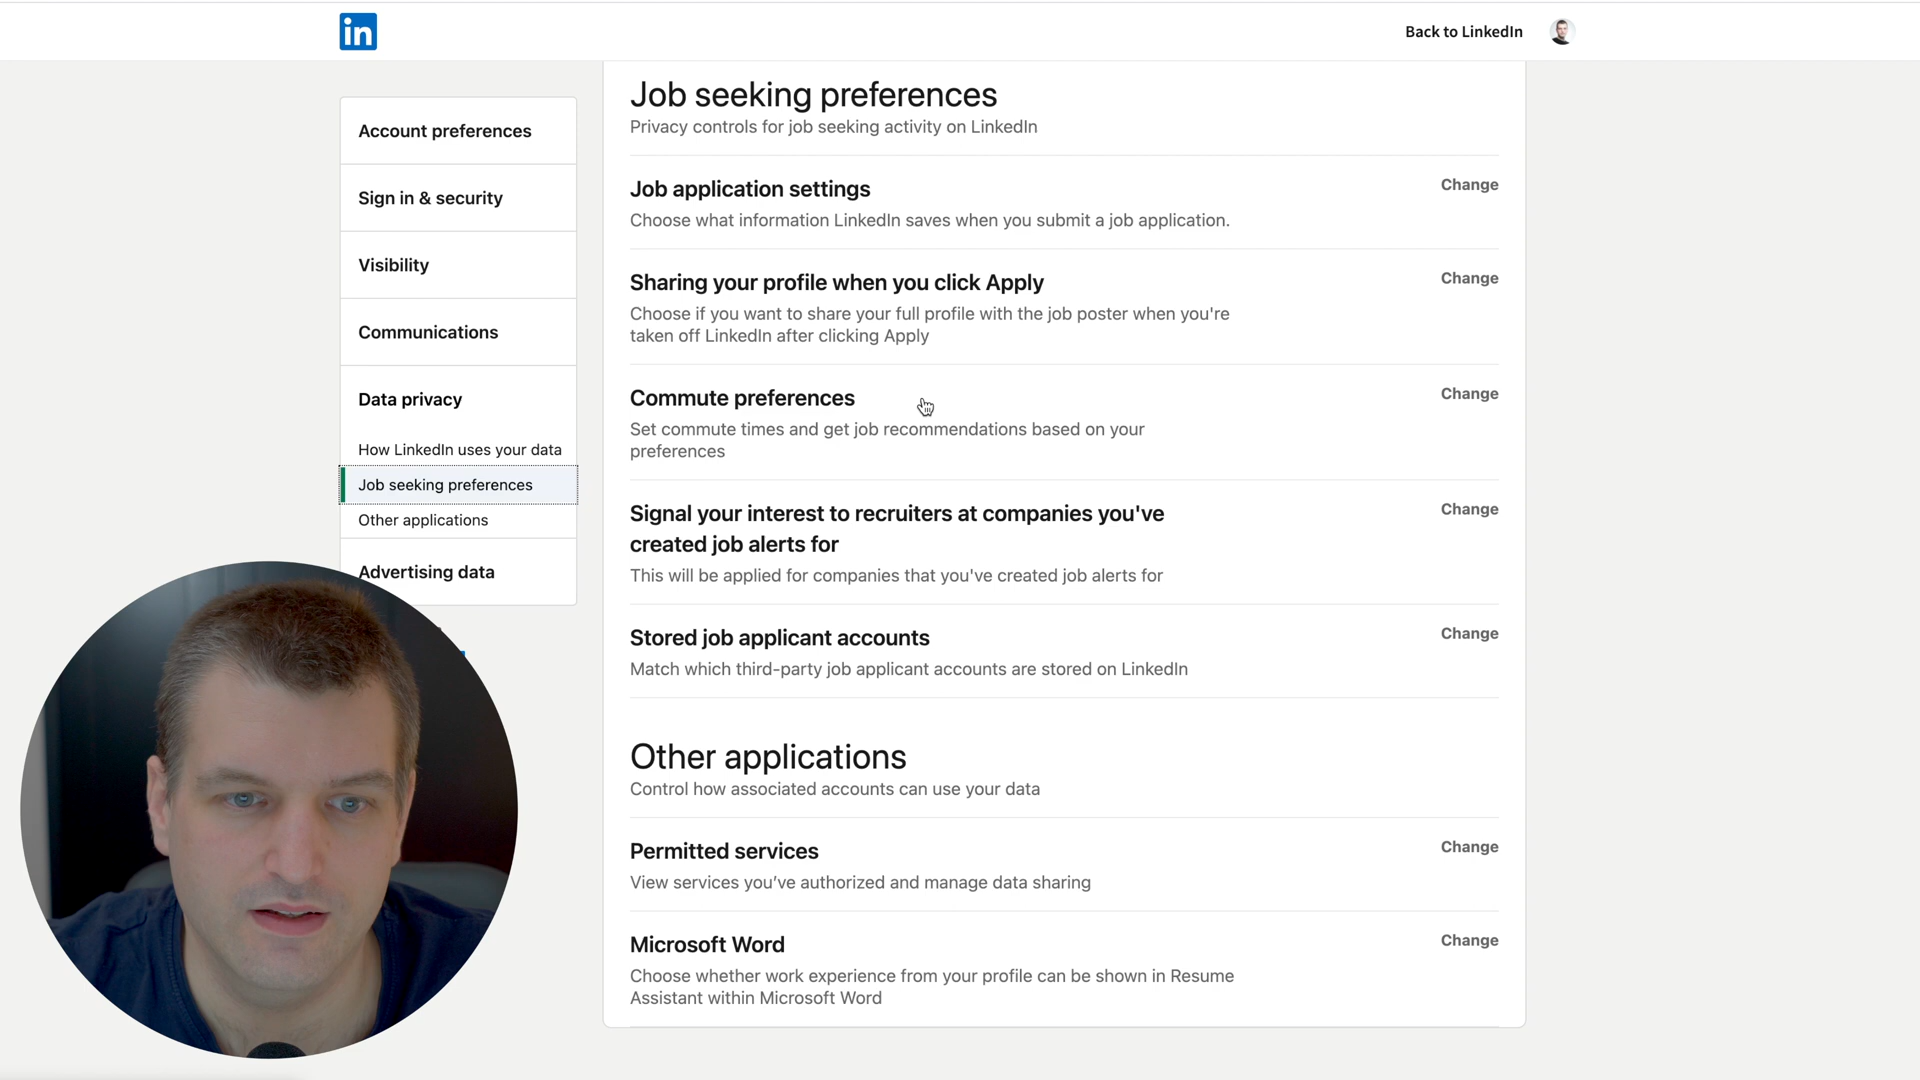 in
Back to LinkedIn
Account preferences
Sign in & security
Visibility
Communications
Data privacy
How LinkedIn uses your data
Job seeking preferences
Other applications
Advertising data
Job seeking preferences
Privacy controls for job seeking activity on LinkedIn
Job application settings
Change
Choose what information LinkedIn saves when you submit a job application.
Sharing your profile when you click Apply
Change
Choose if you want to share your full profile with the job poster when you're
taken off LinkedIn after clicking Apply
Commute preferences
Change
Set commute times and get job recommendations based on your
preferences
Signal your interest to recruiters at companies you've
Change
created job alerts for
This will be applied for companies that you've created job alerts for
Stored job applicant accounts
Change
Match which third-party job applicant accounts are stored on LinkedIn
Other applications
Control how associated accounts can use your data
Permitted services
Change
View services you’ve authorized and manage data sharing
Microsoft Word
Change
Choose whether work experience from your profile can be shown in Resume
Assistant within Microsoft Word